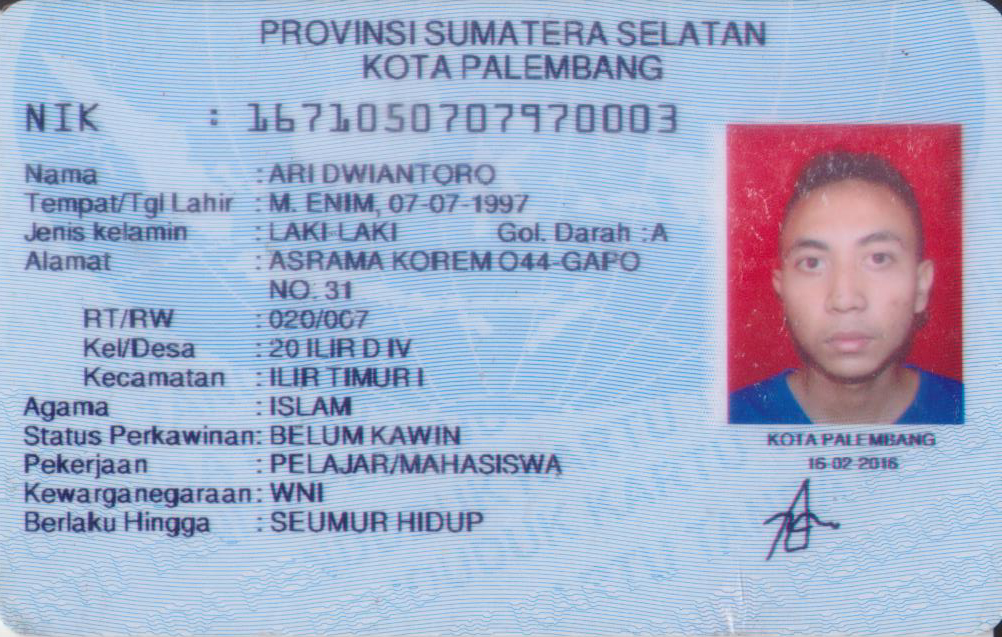 PROVINSI SUMATERA SELATAN
KOTA PALEMBANG
NIK : 1671050707970003
Nama : ARI DWIANTORO
Tempat/Tgl Lahir : M. ENIM, 07-07-1997
Jenis kelamin : LAKI-LAKI Gol. Darah : A
Alamat : ASRAMA KOREM 044-GAPO
NO. 31
RT/RW : 020/007
Kel/Desa : 20 ILIR D IV
Kecamatan : ILIR TIMUR I
Agama : ISLAM
Status Perkawinan: BELUM KAWIN
Pekerjaan : PELAJAR/MAHASISWA
Kewarganegaraan: WNI
Berlaku Hingga : SEUMUR HIDUP
KOTA PALEMBANG
16-02-2016